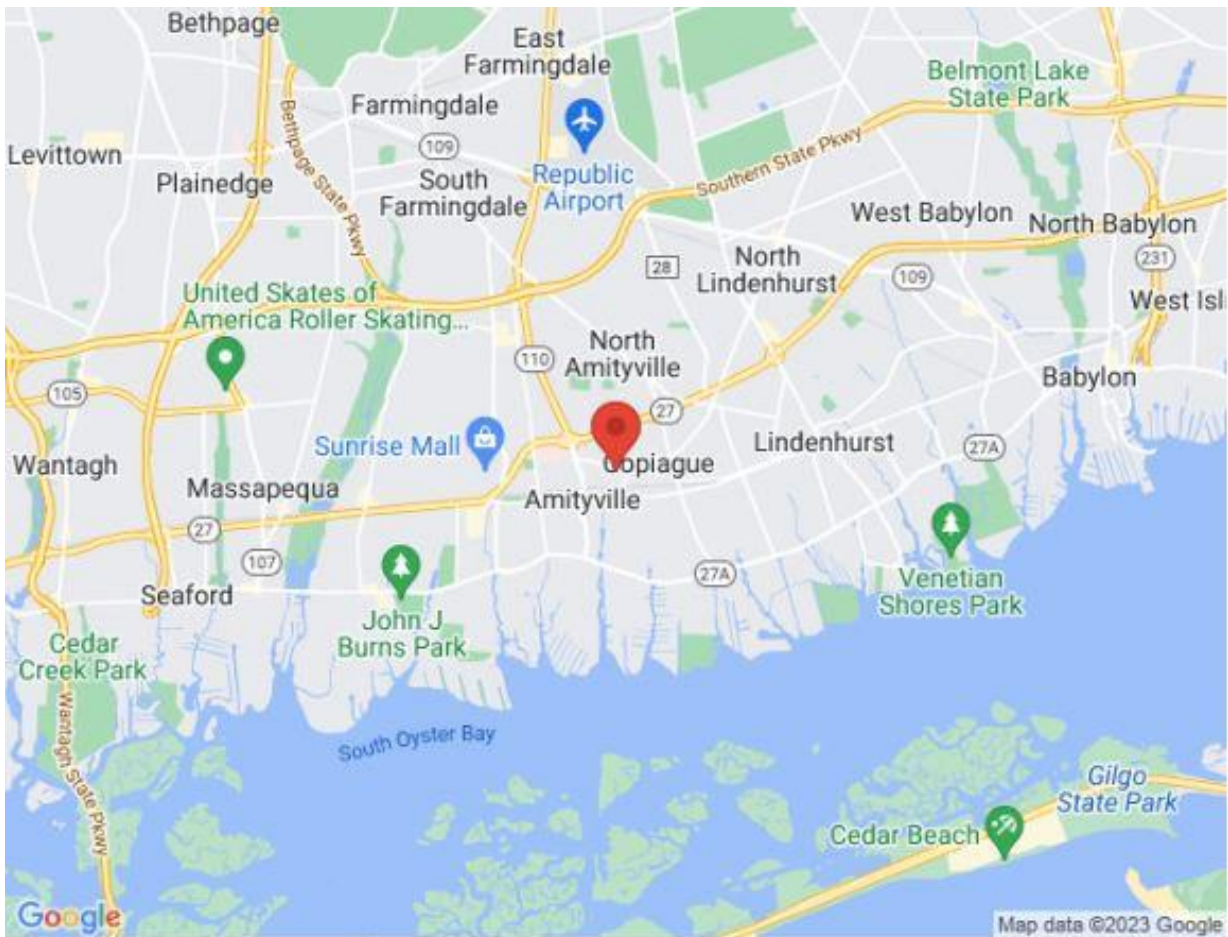 Bethpage
East
Farmingdale
Belmont Lake
State Park
Farmingdale
109
Levittown
Bethpage State Pkwy
Plainedge
South
Farmingdale
Republic
Airport
Southern State Pkwy
West Babylon
North Babylon
28
North
Lindenhurst
109
231
United Skates of
America Roller Skating...
West Isl
110
North
Amityville
Babylon
105
27
Sunrise Mall
Lindenhurst
27A
Wantagh
Copiague
Massapequa
Amityville
27
107
27A
Seaford
Venetian
Shores Park
John J
Burns Park
Cedar
Creek Park
Wantagh State Pkwy
South Oyster Bay
Gilgo
State Park
Cedar Beach
Google
Map data ©2023 Google